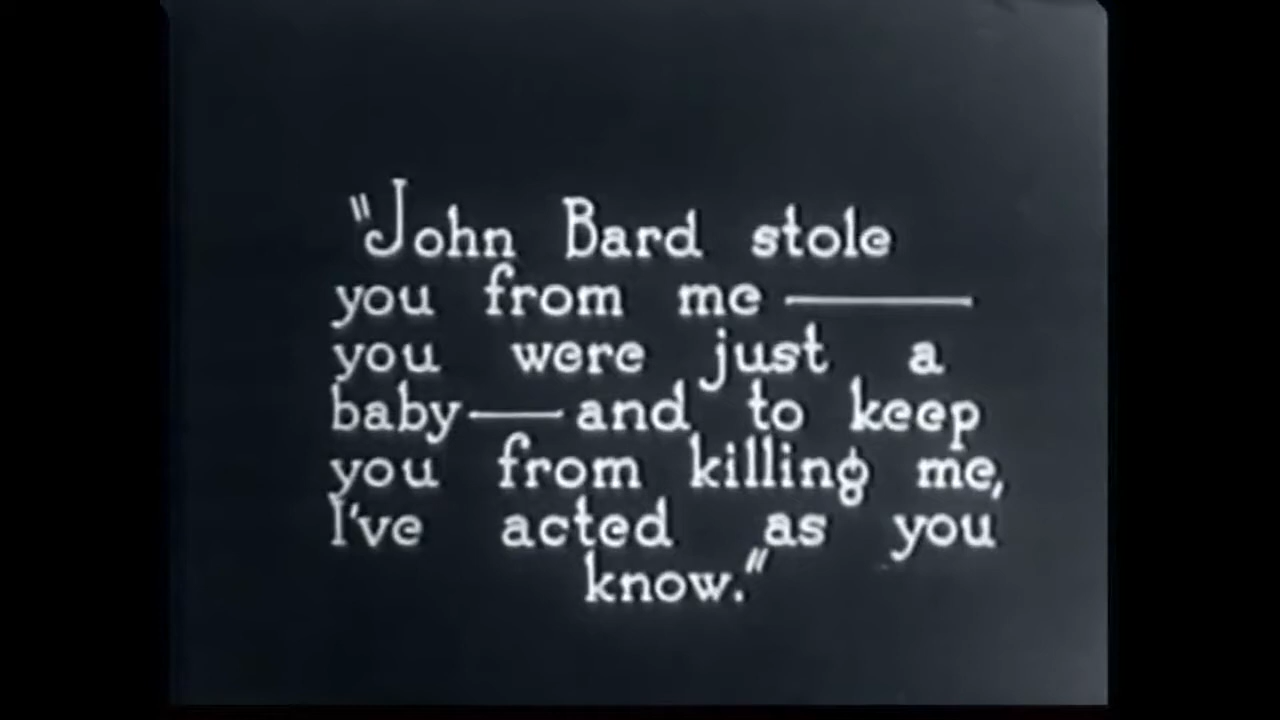 "John Bard stole
you from me ——
you were just a
baby — and to keep
you from killing me,
I've acted as you
know."